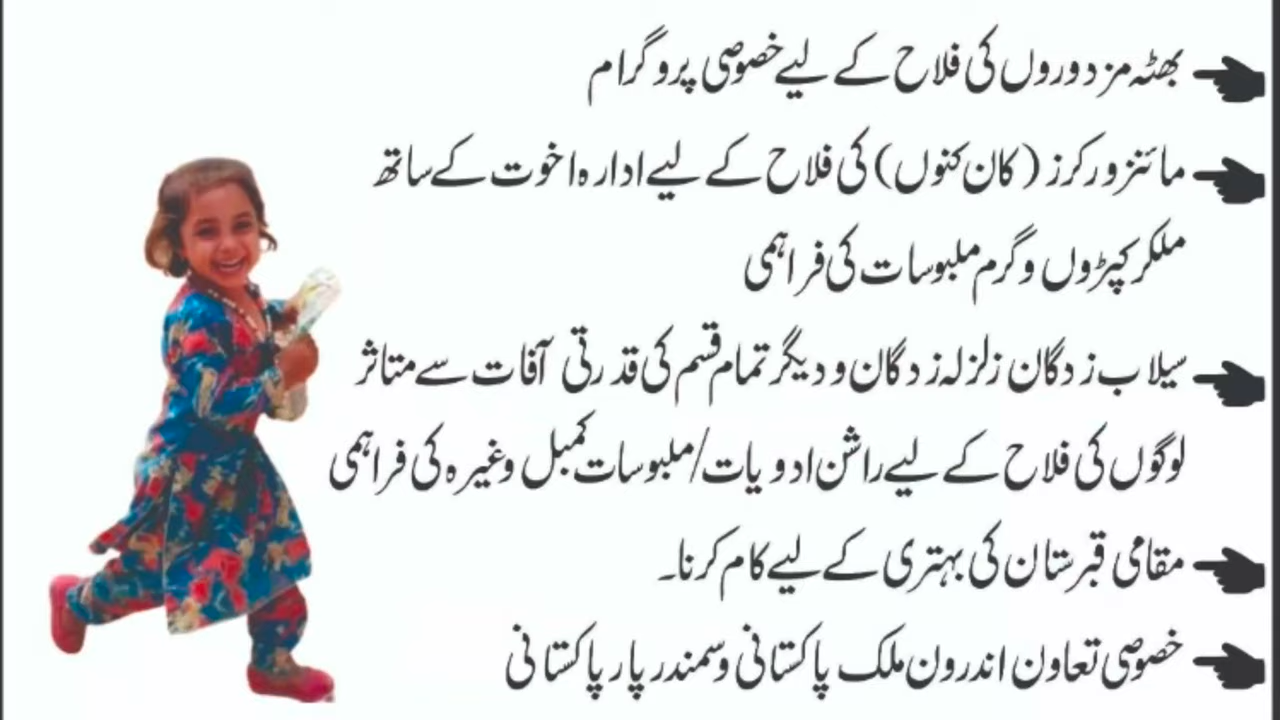 بھٹہ مزدوروں کی فلاح کے لیے خصوصی پروگرام
مائنز ورکرز (کان کنوں) کی فلاح کے لیے ادارہ اخوت کے ساتھ
ملکر کپڑوں و گرم ملبوسات کی فراہمی
سیلاب زدگان زلزلہ زدگان و دیگر تمام قسم کی قدرتی آفات سے متاثر
لوگوں کی فلاح کے لیے راشن ادویات/ملبوسات کمبل وغیرہ کی فراہمی
مقامی قبرستان کی بہتری کے لیے کام کرنا۔
خصوصی تعاون اندرون ملک پاکستانی و سمندر پار پاکستانی